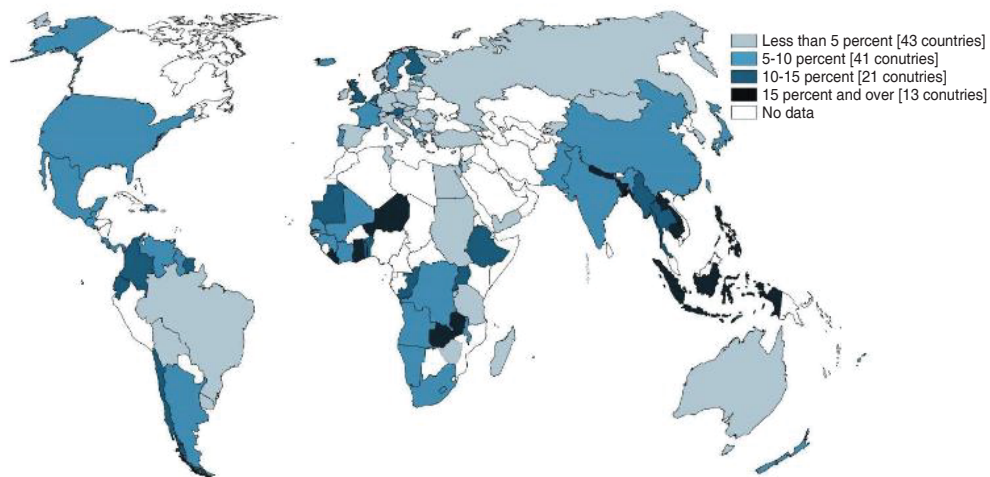 Less than 5 percent [43 countries]
5-10 percent [41 conutries]
10-15 percent [21 conutries]
15 percent and over [13 conutries]
No data